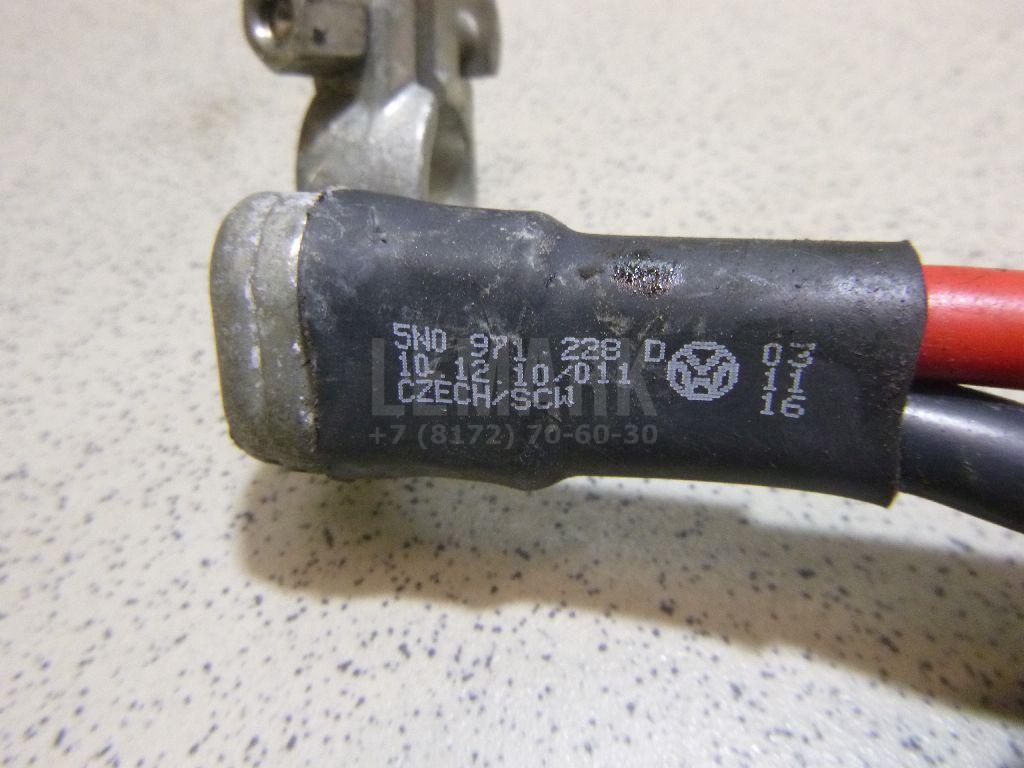 5N0 971 228 D
10.12.10/011
CZECH/SCW
03
11
16
LEMARK
+7 (8172) 70-60-30